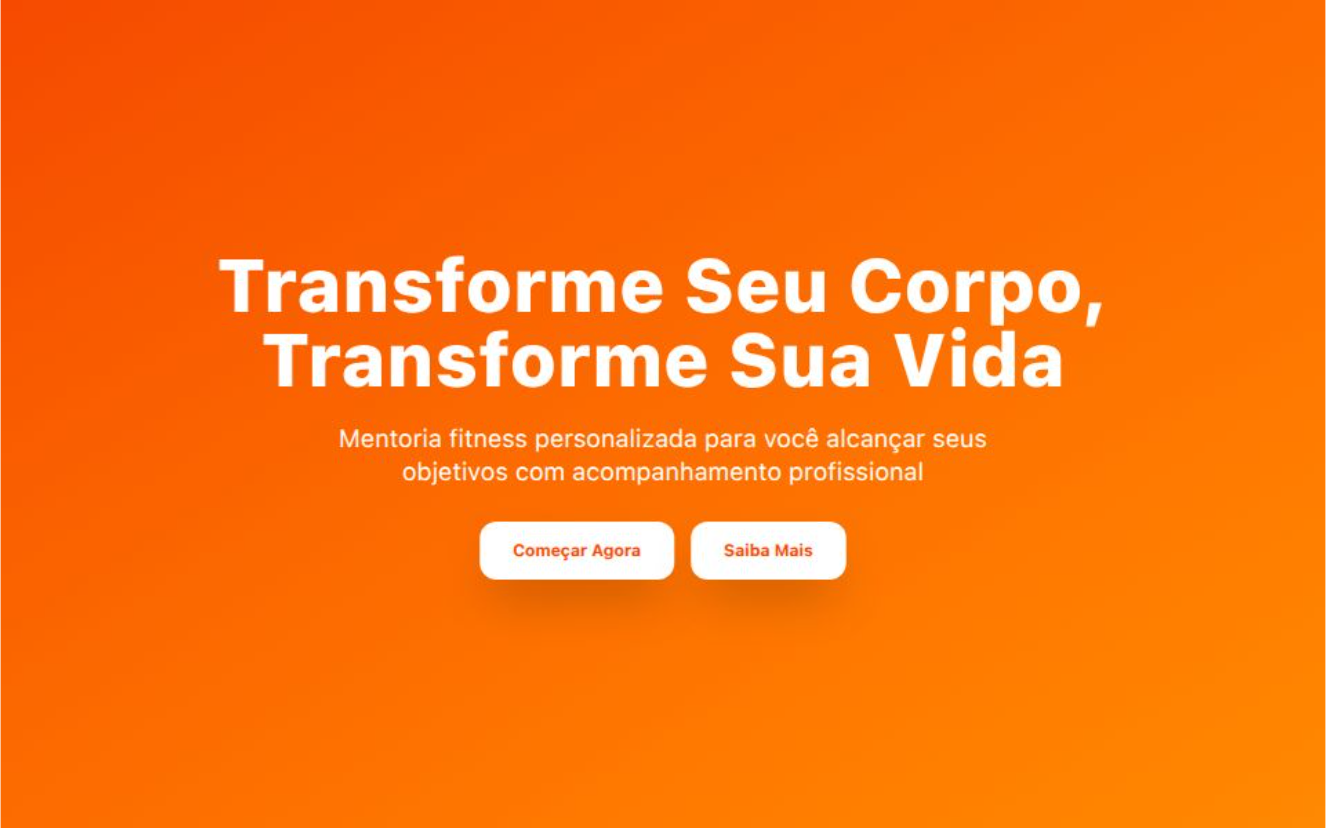 Transforme Seu Corpo,
Transforme Sua Vida
Mentoria fitness personalizada para você alcançar seus
objetivos com acompanhamento profissional
Começar Agora
Saiba Mais